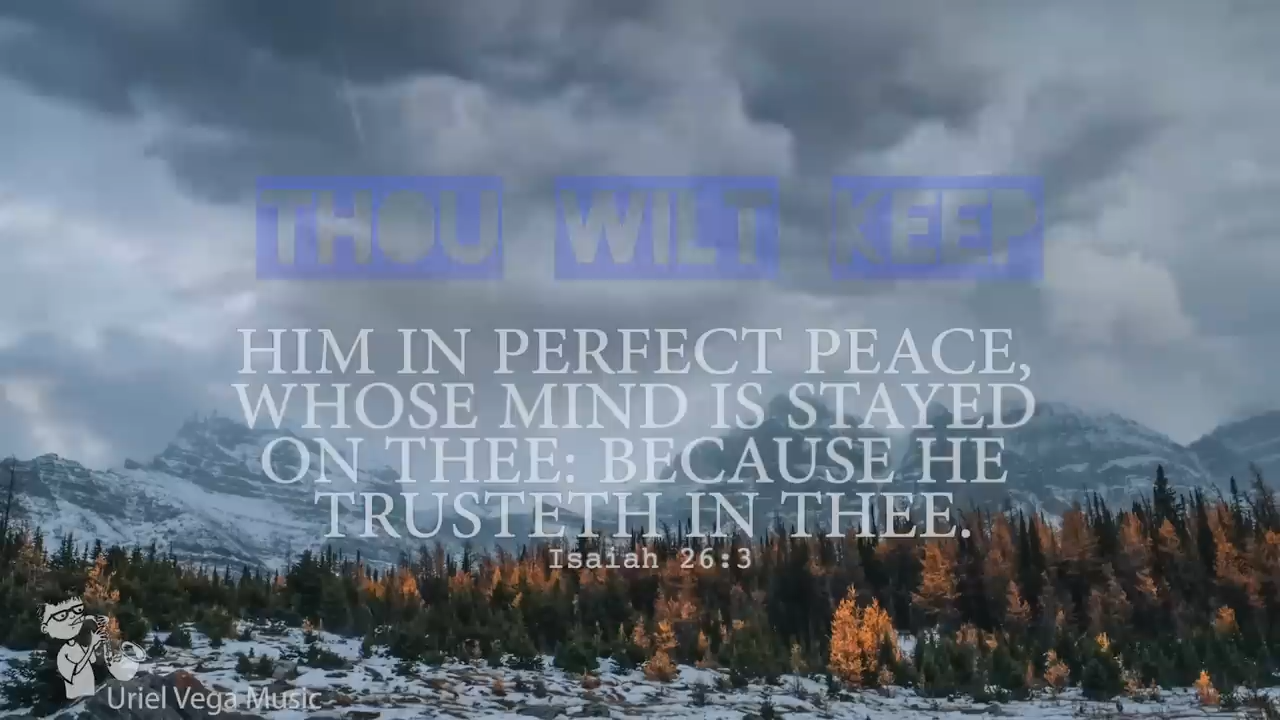 THOU WILT KEEP
HIM IN PERFECT PEACE,
WHOSE MIND IS STAYED
ON THEE: BECAUSE HE
TRUSTETH IN THEE.
Isaiah 26:3
Uriel Vega Music